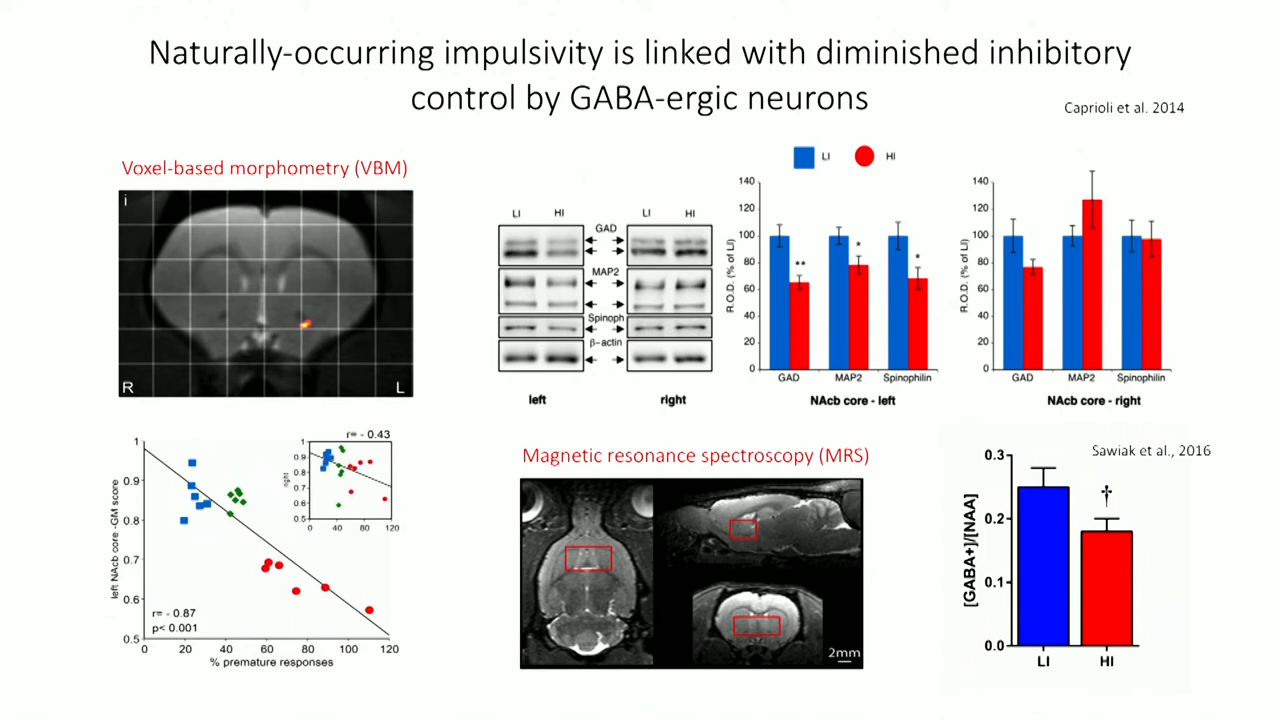 Naturally-occurring impulsivity is linked with diminished inhibitory
control by GABA-ergic neurons
Caprioli et al. 2014
Voxel-based morphometry (VBM)
i
R
L
LI
HI
LI
HI
GAD
MAP2
Spinoph
β-actin
left
right
LI
HI
140
120
100
80
60
40
20
0
R.O.D. (% of LI)
**
*
*
GAD
MAP2
Spinophilin
NAcb core - left
140
120
100
80
60
40
20
0
R.O.D. (% of LI)
GAD
MAP2
Spinophilin
NAcb core - right
1
0.9
0.8
0.7
0.6
0.5
left NAcb core -GM score
r= - 0.87
p< 0.001
0
20
40
60
80
100
120
% premature responses
r= - 0.43
1
0.9
0.8
0.7
0.6
0.5
right
0
40
80
120
Magnetic resonance spectroscopy (MRS)
2mm
Sawiak et al., 2016
0.3
0.2
0.1
0.0
[GABA+]/[NAA]
†
LI
HI